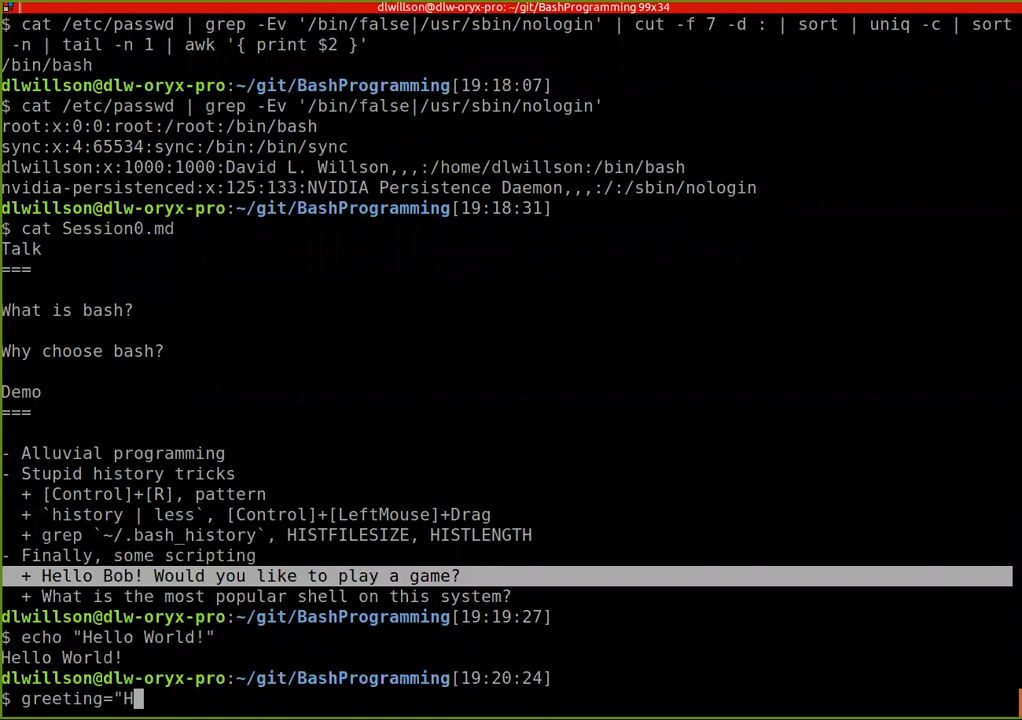 dlwillson@dlw-oryx-pro: ~/git/BashProgramming 99x34
$ cat /etc/passwd | grep -Ev '/bin/false|/usr/sbin/nologin' | cut -f 7 -d : | sort | uniq -c | sort
-n | tail -n 1 | awk '{ print $2 }'
/bin/bash
dlwillson@dlw-oryx-pro:~/git/BashProgramming[19:18:07]
$ cat /etc/passwd | grep -Ev '/bin/false|/usr/sbin/nologin'
root:x:0:0:root:/root:/bin/bash
sync:x:4:65534:sync:/bin:/bin/sync
dlwillson:x:1000:1000:David L. Willson,,,:/home/dlwillson:/bin/bash
nvidia-persistenced:x:125:133:NVIDIA Persistence Daemon,,,:/:/sbin/nologin
dlwillson@dlw-oryx-pro:~/git/BashProgramming[19:18:31]
$ cat Session0.md
Talk
===
What is bash?
Why choose bash?
Demo
===
- Alluvial programming
- Stupid history tricks
+ [Control]+[R], pattern
+ `history | less`, [Control]+[LeftMouse]+Drag
+ grep `~/.bash_history`, HISTFILESIZE, HISTLENGTH
- Finally, some scripting
+ Hello Bob! Would you like to play a game?
+ What is the most popular shell on this system?
dlwillson@dlw-oryx-pro:~/git/BashProgramming[19:19:27]
$ echo "Hello World!"
Hello World!
dlwillson@dlw-oryx-pro:~/git/BashProgramming[19:20:24]
$ greeting="H